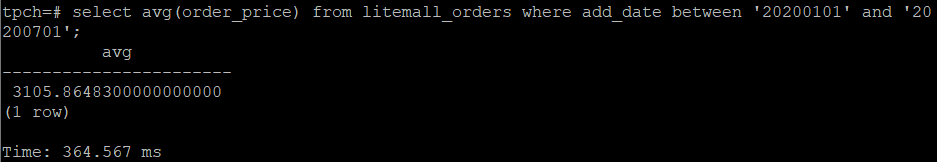 tpch=# select avg(order_price) from litemall_orders where add_date between '20200101' and '20
200701';
avg
-----------------------
3105.8648300000000000
(1 row)
Time: 364.567 ms